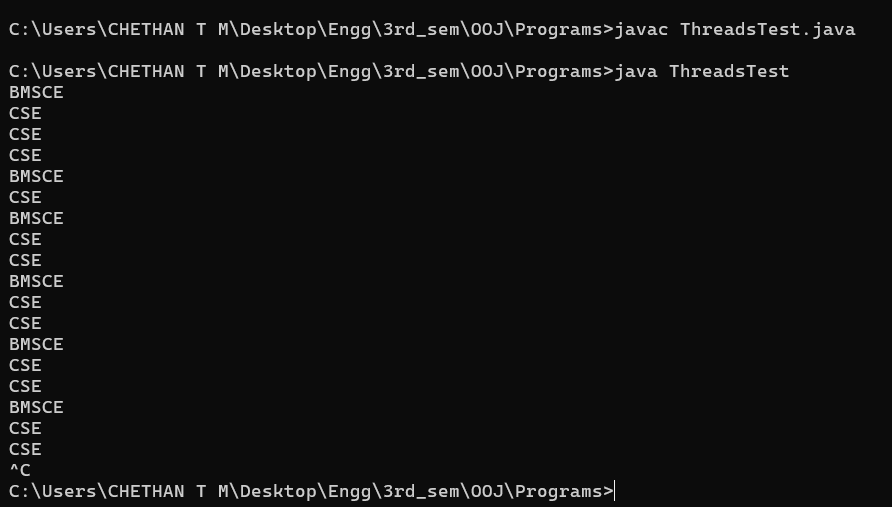 C:\Users\CHETHAN T M\Desktop\Engg\3rd_sem\OOJ\Programs>javac ThreadsTest.java
C:\Users\CHETHAN T M\Desktop\Engg\3rd_sem\OOJ\Programs>java ThreadsTest
BMSCE
CSE
CSE
CSE
BMSCE
CSE
BMSCE
CSE
CSE
BMSCE
CSE
CSE
BMSCE
CSE
CSE
BMSCE
CSE
CSE
^C
C:\Users\CHETHAN T M\Desktop\Engg\3rd_sem\OOJ\Programs>